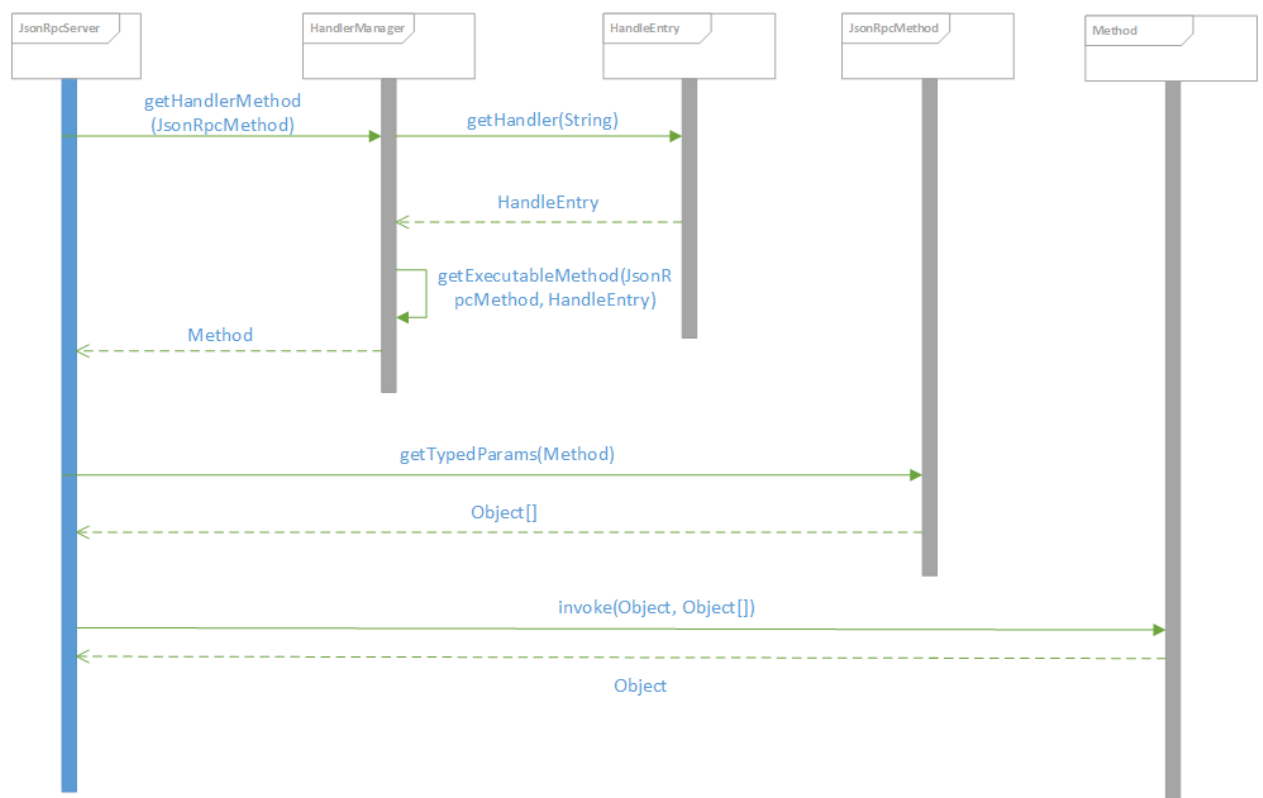 JsonRpcServer
HandlerManager
HandleEntry
JsonRpcMethod
Method
getHandlerMethod
(JsonRpcMethod)
getHandler(String)
HandleEntry
getExecutableMethod(JsonR
pcMethod, HandleEntry)
Method
getTypedParams(Method)
Object[]
invoke(Object, Object[])
Object